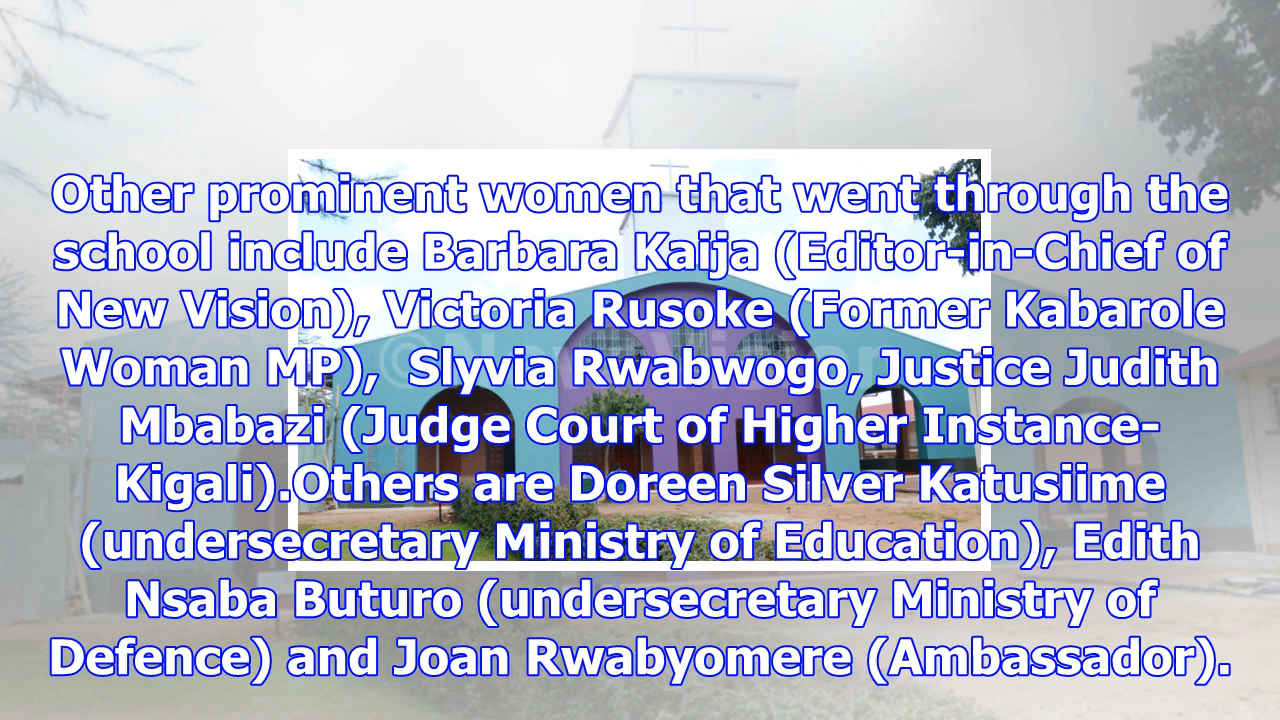 Other prominent women that went through the
school include Barbara Kaija (Editor-in-Chief of
New Vision), Victoria Rusoke (Former Kabarole
Woman MP),  Slyvia Rwabwogo, Justice Judith
Mbabazi (Judge Court of Higher Instance-
Kigali).Others are Doreen Silver Katusiime
(undersecretary Ministry of Education), Edith
Nsaba Buturo (undersecretary Ministry of
Defence) and Joan Rwabyomere (Ambassador).